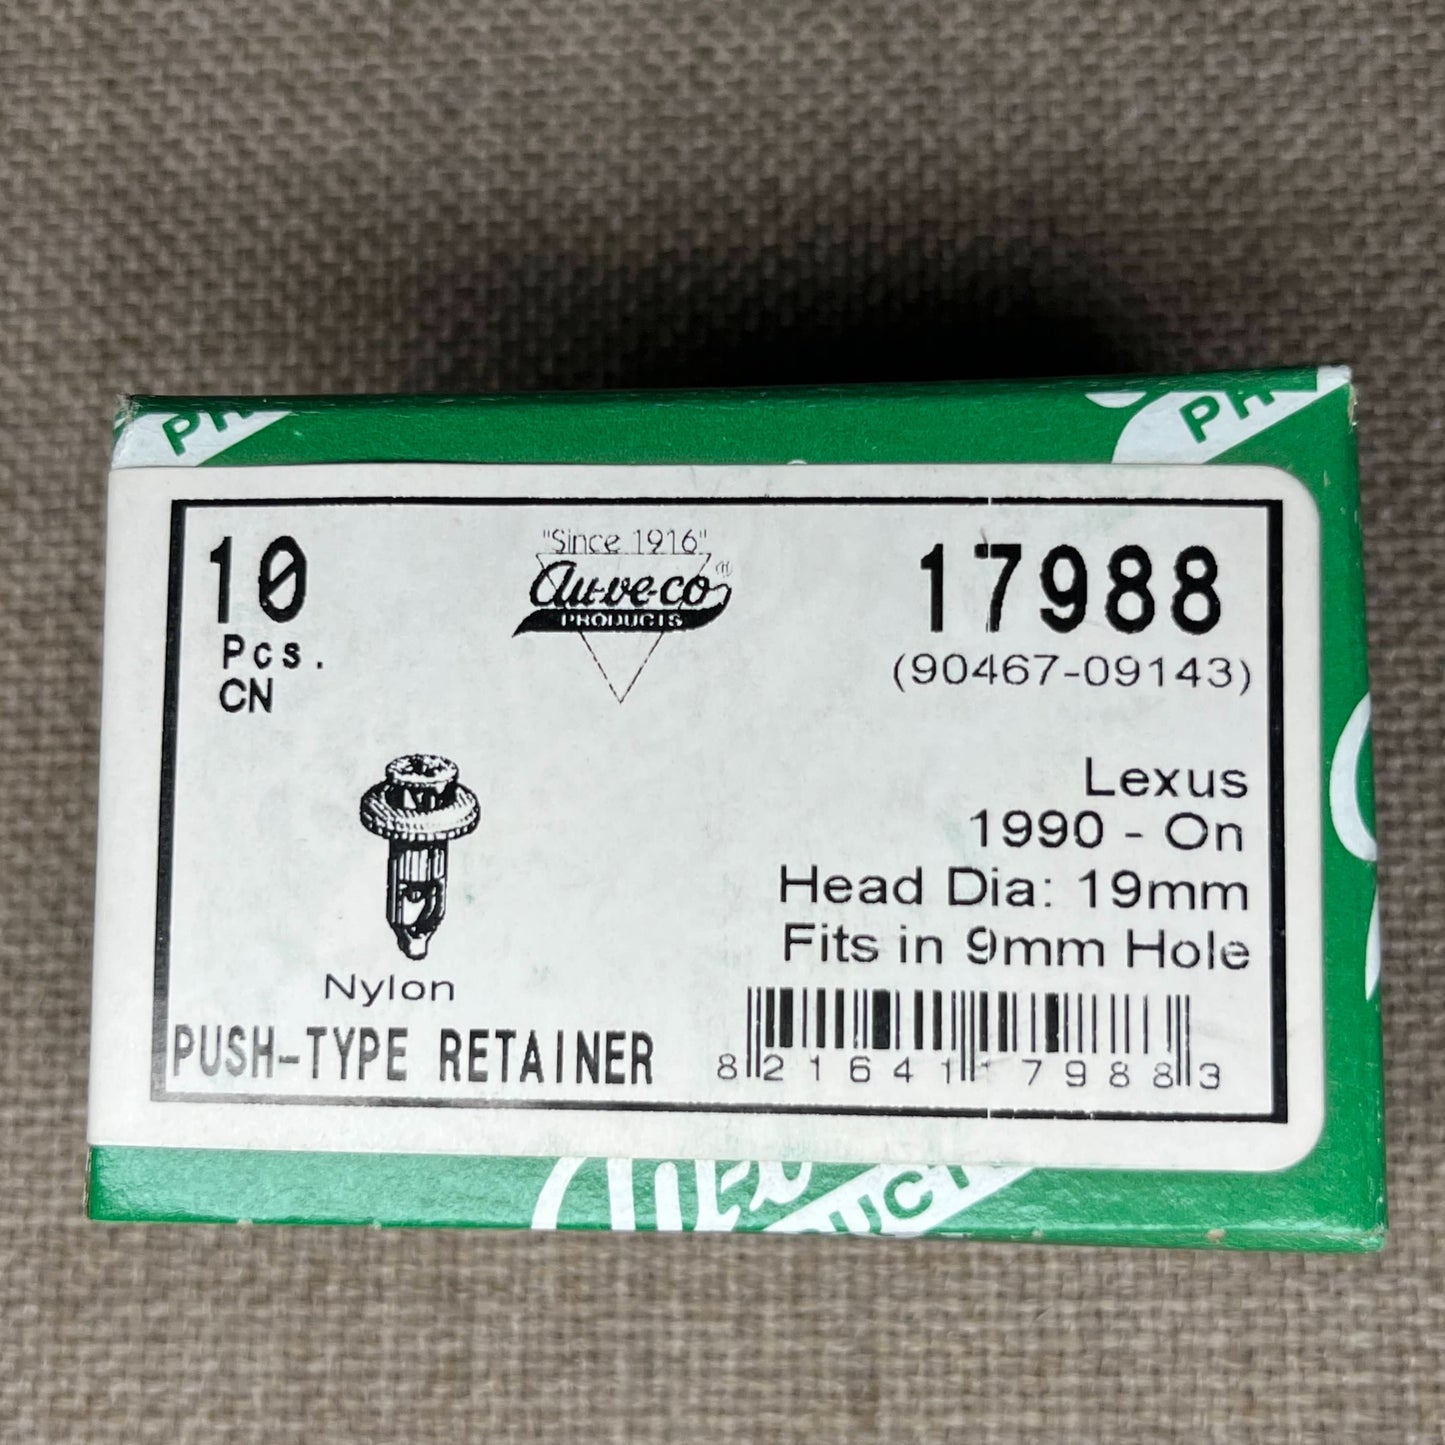 10
Pcs.
CN
"Since 1916"
Au-ve-co®
PRODUCTS
17988
(90467-09143)
Lexus
1990 - On
Head Dia: 19mm
Fits in 9mm Hole
Nylon
PUSH-TYPE RETAINER
8 21641 17988 3